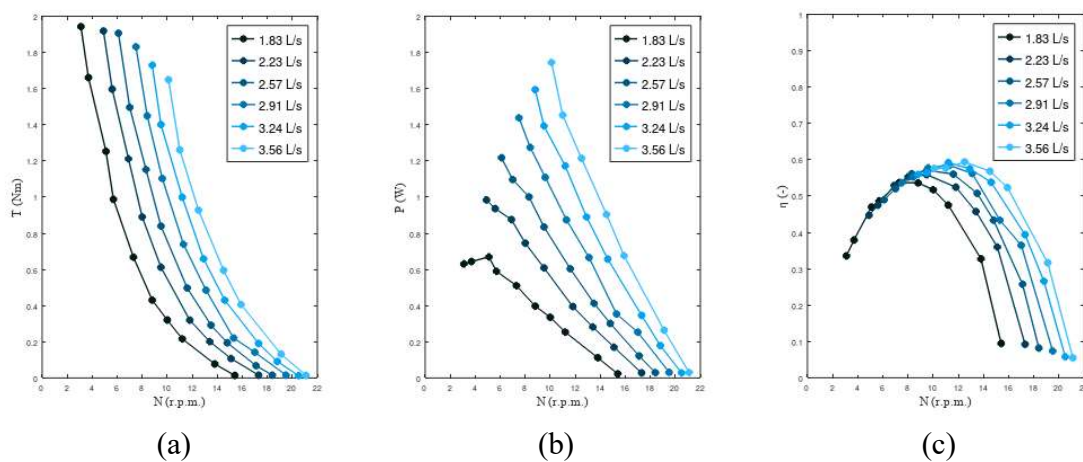 2
1.8
1.6
1.4
1.2
1
0.8
0.6
0.4
0.2
0
T (Nm)
0 2 4 6 8 10 12 14 16 18 20 22
N (r.p.m.)
1.83 L/s
2.23 L/s
2.57 L/s
2.91 L/s
3.24 L/s
3.56 L/s
(a)
2
1.8
1.6
1.4
1.2
1
0.8
0.6
0.4
0.2
0
P (W)
0 2 4 6 8 10 12 14 16 18 20 22
N (r.p.m.)
1.83 L/s
2.23 L/s
2.57 L/s
2.91 L/s
3.24 L/s
3.56 L/s
(b)
1
0.9
0.8
0.7
0.6
0.5
0.4
0.3
0.2
0.1
0
η (-)
0 2 4 6 8 10 12 14 16 18 20 22
N (r.p.m.)
1.83 L/s
2.23 L/s
2.57 L/s
2.91 L/s
3.24 L/s
3.56 L/s
(c)